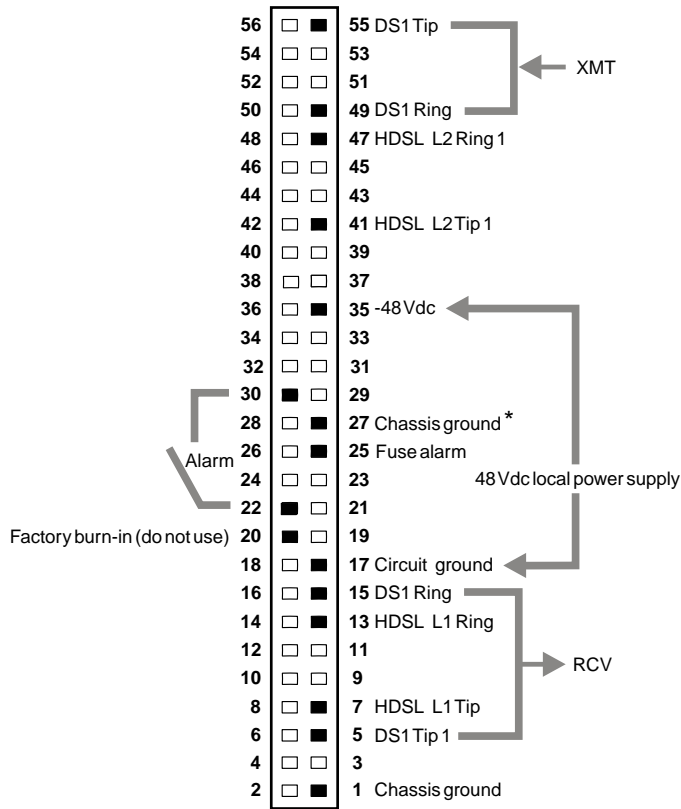 56 55 DS1 Tip
54 53
XMT
52 51
50 49 DS1 Ring
48 47 HDSL L2 Ring 1
46 45
44 43
42 41 HDSL L2 Tip 1
40 39
38 37
36 35 -48 Vdc
34 33
32 31
30 29
28 27 Chassis ground *
26 25 Fuse alarm
Alarm
24 23
48 Vdc local power supply
22 21
Factory burn-in (do not use) 20 19
18 17 Circuit ground
16 15 DS1 Ring
14 13 HDSL L1 Ring
12 11
RCV
10 9
8 7 HDSL L1 Tip
6 5 DS1 Tip 1
4 3
2 1 Chassis ground